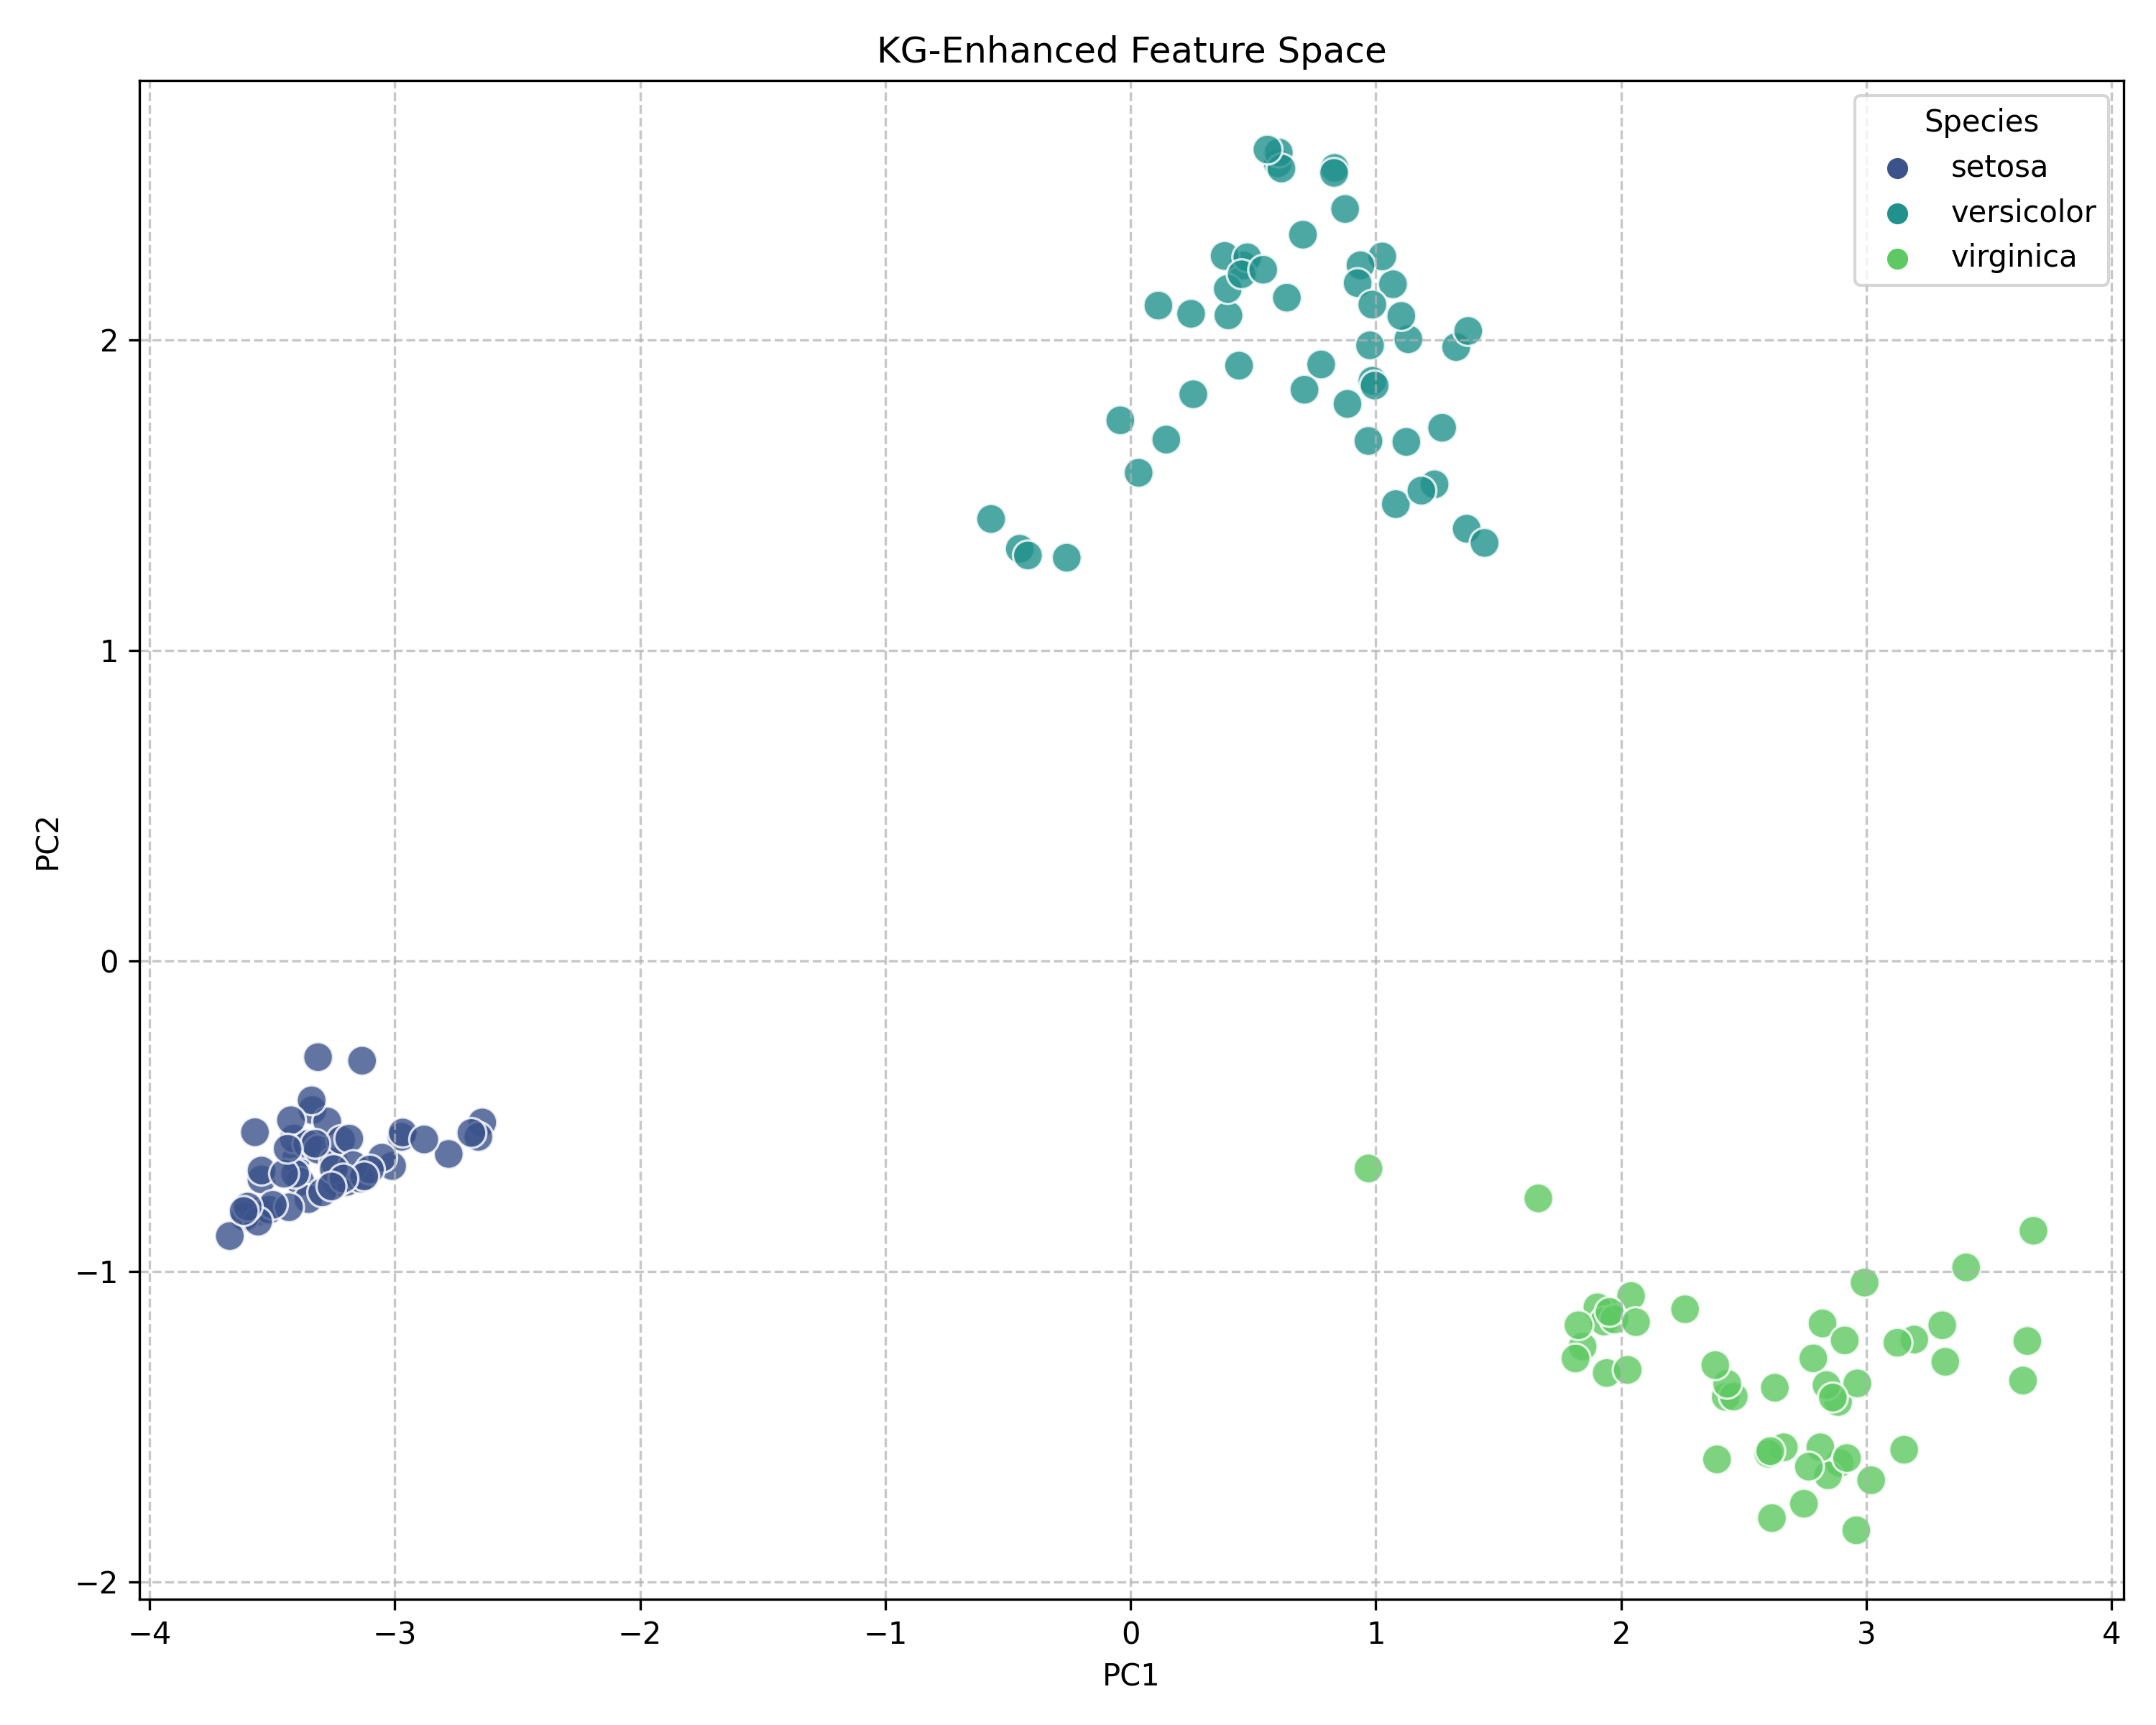 KG-Enhanced Feature Space
Species
setosa
versicolor
virginica
PC2
2
1
0
−1
−2
−4 −3 −2 −1 0 1 2 3 4
PC1